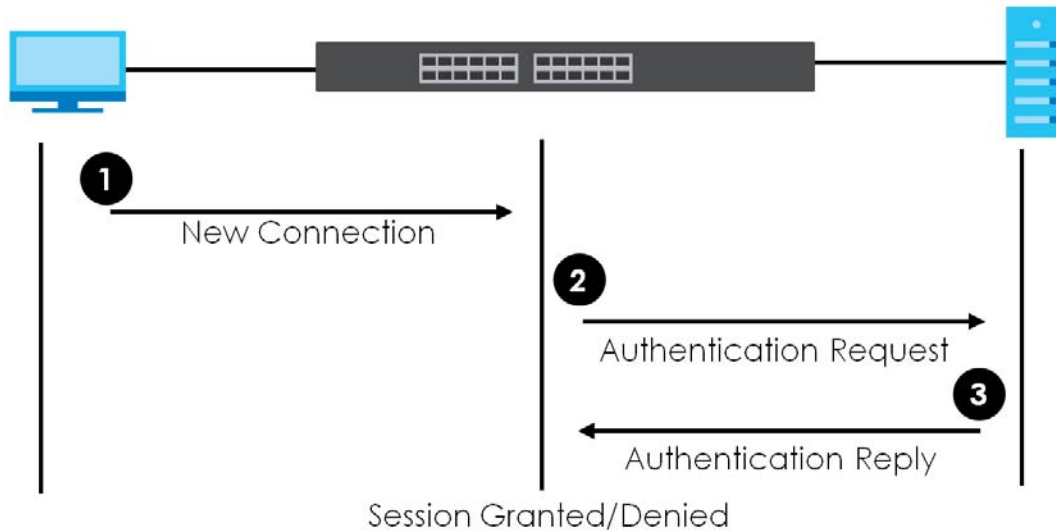 1
New Connection
2
Authentication Request
3
Authentication Reply
Session Granted/Denied